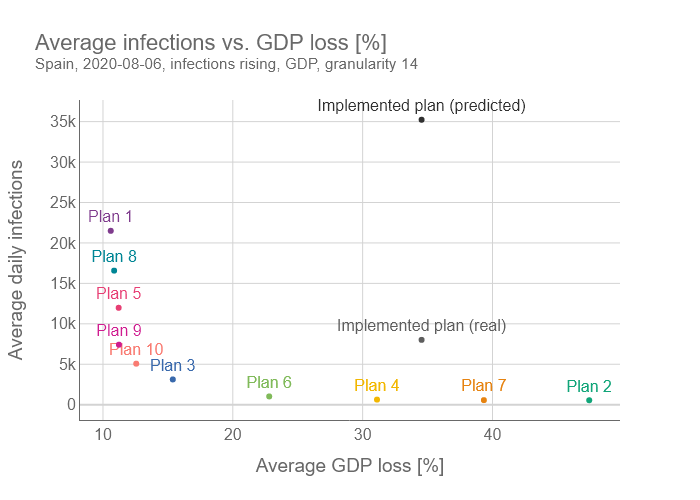 Average infections vs. GDP loss [%]
Spain, 2020-08-06, infections rising, GDP, granularity 14
Implemented plan (predicted)
35k
30k
25k
Plan 1
20k
Plan 8
15k
Plan 5
10k
Implemented plan (real)
Plan 9
Plan 10
5k
Plan 3
Plan 6
Plan 4
Plan 7
Plan 2
0
10
20
30
40
Average daily infections
Average GDP loss [%]